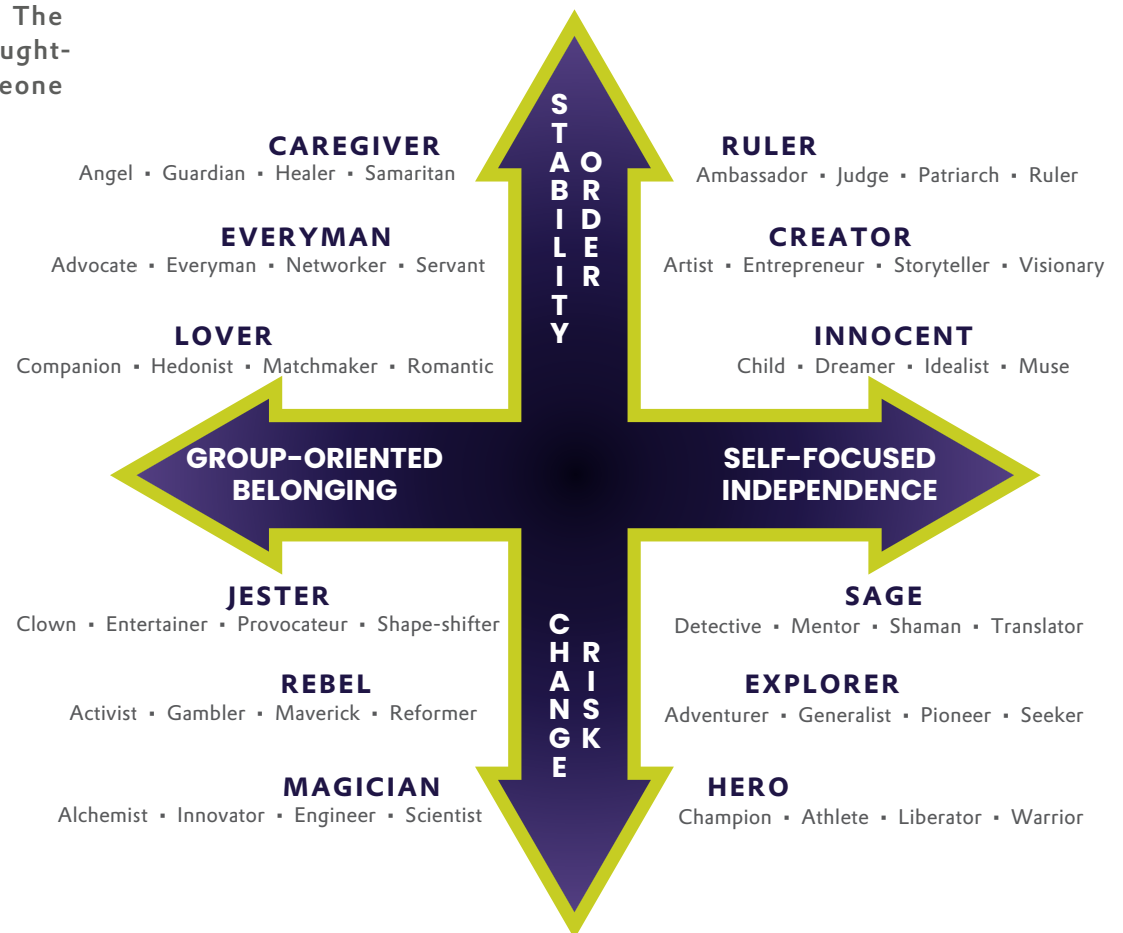 The
ught-
eone
STABILITY
ORDER
CAREGIVER
Angel ▪ Guardian ▪ Healer ▪ Samaritan
EVERYMAN
Advocate ▪ Everyman ▪ Networker ▪ Servant
LOVER
Companion ▪ Hedonist ▪ Matchmaker ▪ Romantic
RULER
Ambassador ▪ Judge ▪ Patriarch ▪ Ruler
CREATOR
Artist ▪ Entrepreneur ▪ Storyteller ▪ Visionary
INNOCENT
Child ▪ Dreamer ▪ Idealist ▪ Muse
GROUP-ORIENTED
BELONGING
SELF-FOCUSED
INDEPENDENCE
JESTER
Clown ▪ Entertainer ▪ Provocateur ▪ Shape-shifter
REBEL
Activist ▪ Gambler ▪ Maverick ▪ Reformer
MAGICIAN
Alchemist ▪ Innovator ▪ Engineer ▪ Scientist
CHANGE
RISK
SAGE
Detective ▪ Mentor ▪ Shaman ▪ Translator
EXPLORER
Adventurer ▪ Generalist ▪ Pioneer ▪ Seeker
HERO
Champion ▪ Athlete ▪ Liberator ▪ Warrior